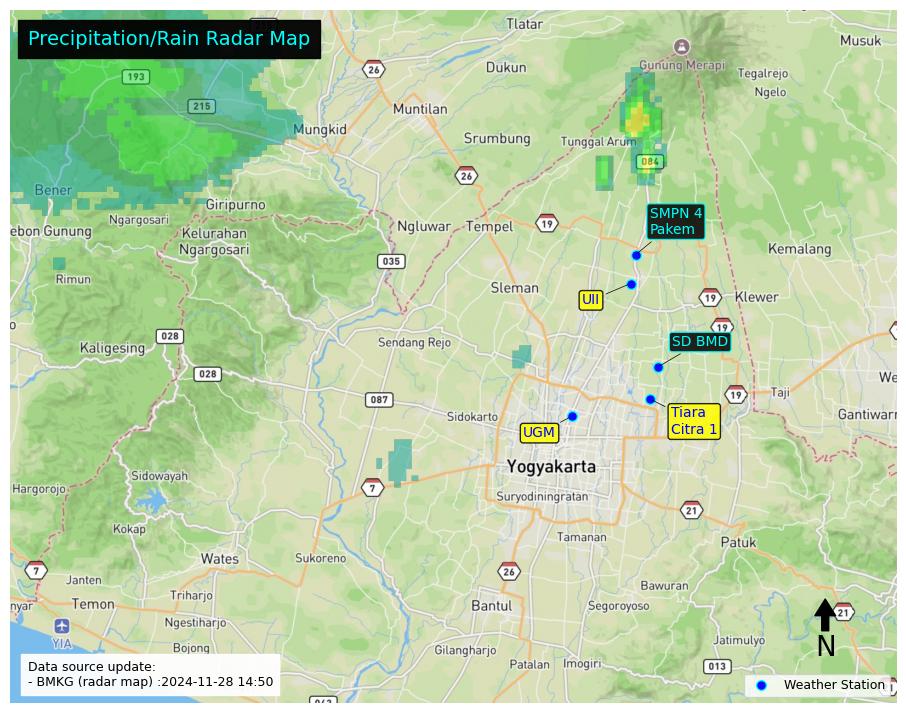 Precipitation/Rain Radar Map
Tlatar
Musuk
26
Dukun
Gunung Merapi
Tegalrejo
193
Ngelo
215
Muntilan
Mungkid
Srumbung
Tunggal Arum
084
26
Bener
Giripurno
SMPN 4
Pakem
Ngargosari
Ngluwar
Tempel
19
ebon Gunung
Kelurahan
Ngargosari
Kemalang
035
Rimun
UII
Sleman
19
Klewer
19
028
Sendang Rejo
SD BMD
Kaligesing
028
087
19
Taji
We
Sidokarto
Tiara
Citra 1
Gantiwarn
UGM
Yogyakarta
Sidowayah
7
Hargorojo
Suryodiningratan
21
Kokap
Tamanan
Patuk
Wates
Sukoreno
7
26
Janten
Bawuran
nyar
Temon
Triharjo
Bantul
Segoroyoso
21
YIA
Ngestiharjo
N
Bojong
Gilangharjo
Jatimulyo
Patalan
Imogiri
013
Data source update:
- BMKG (radar map) :2024-11-28 14:50
Weather Station